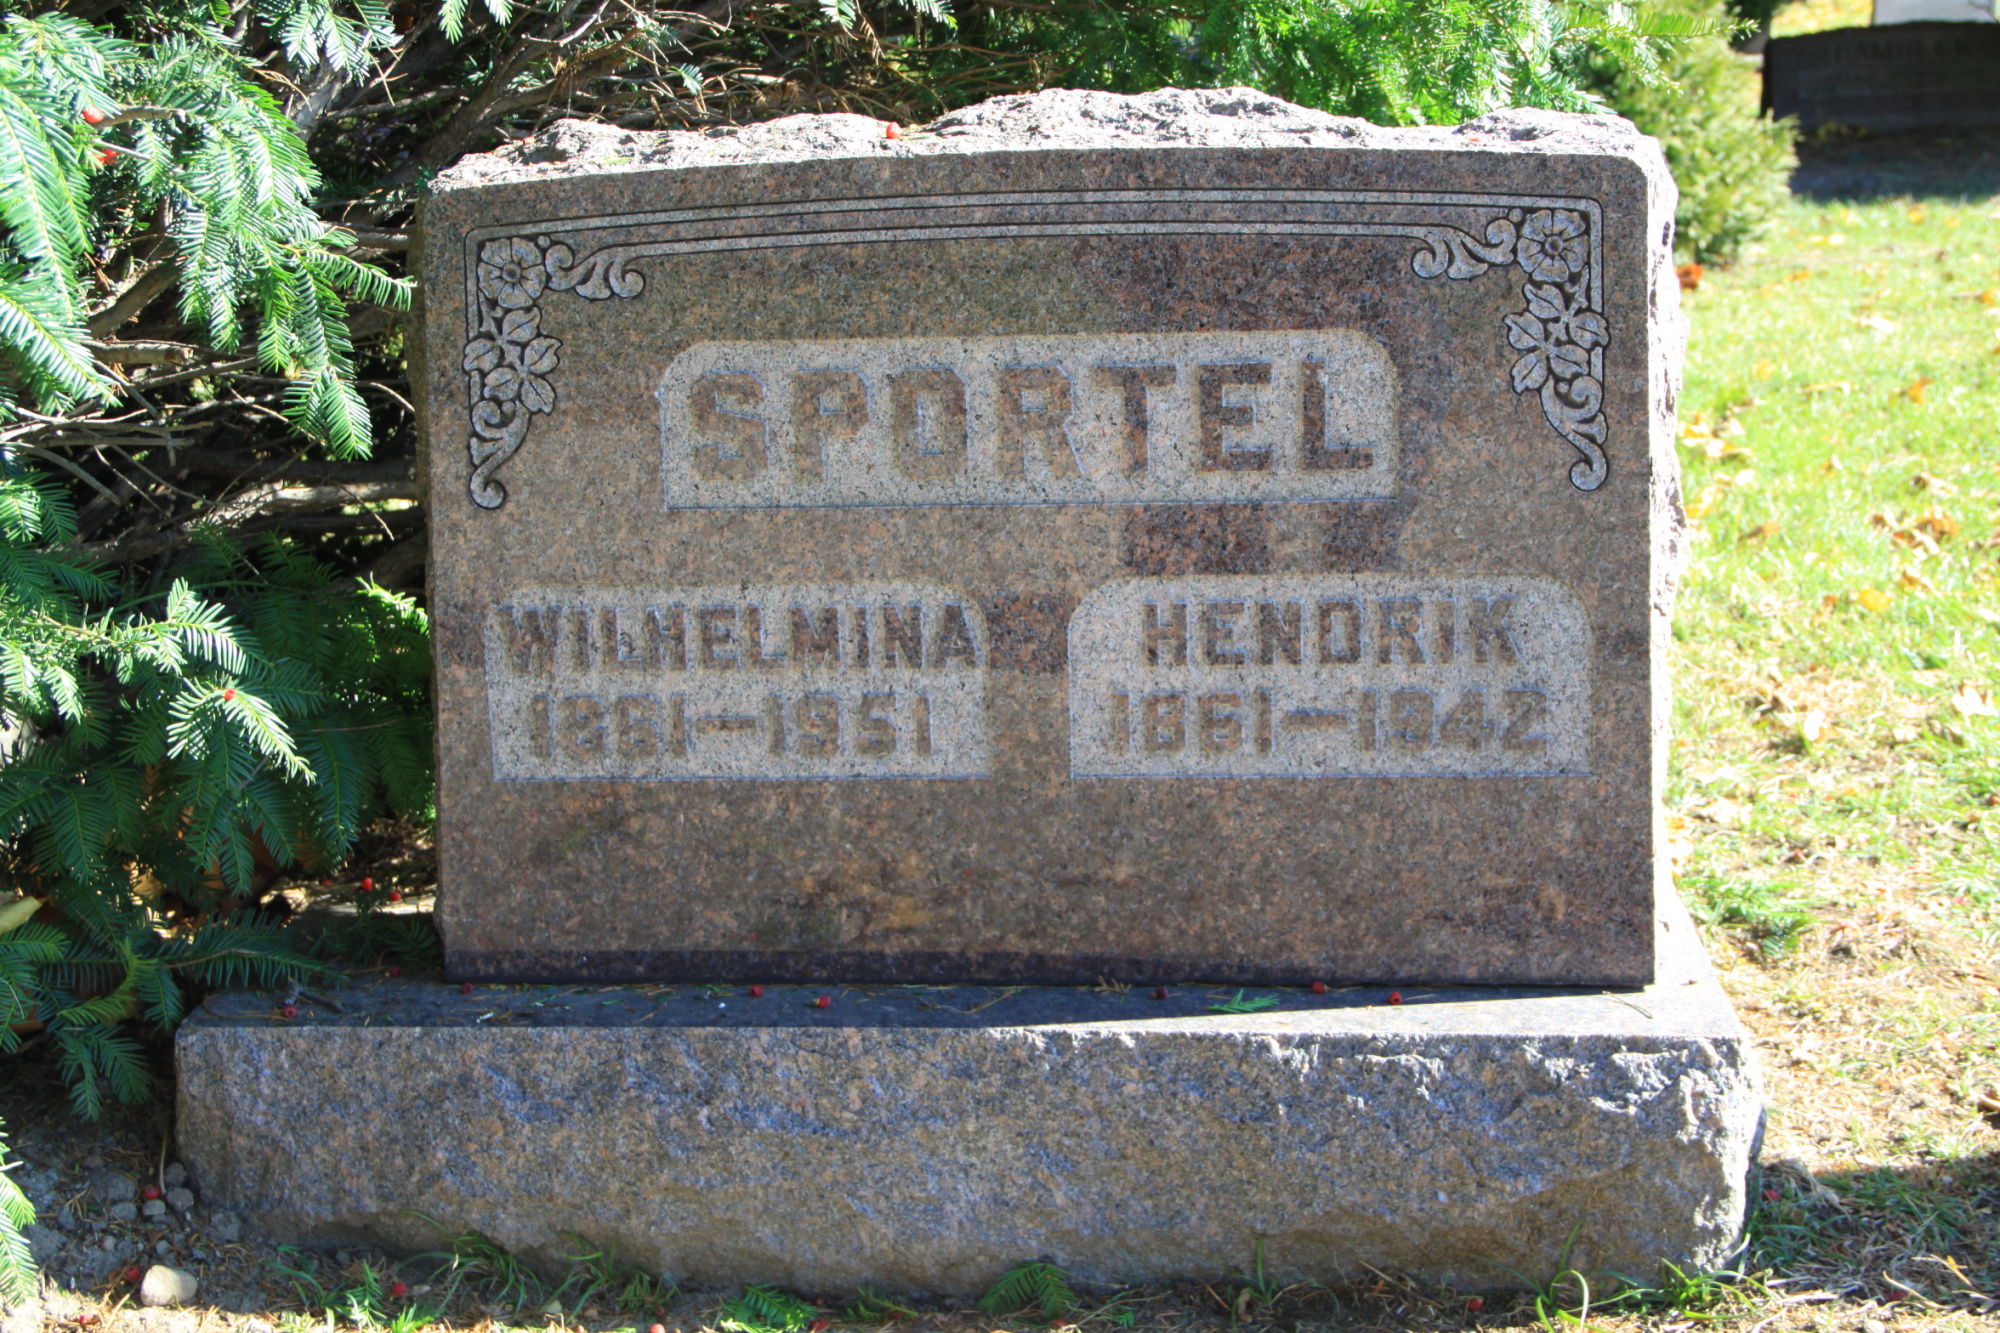 SPORTEL
WILHELMINA
1861-1951
HENDRIK
1861-1942